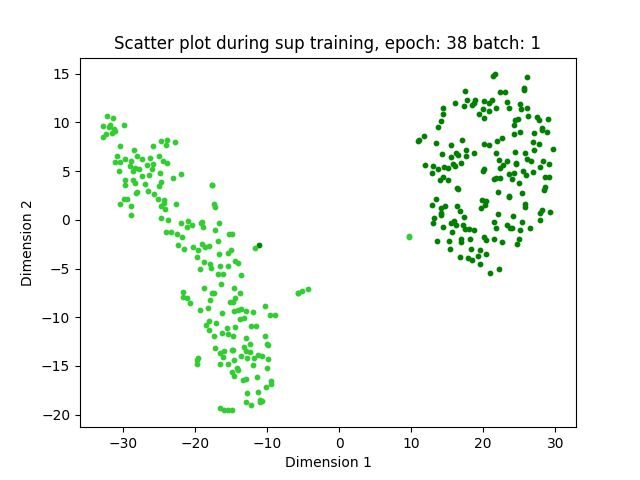 Scatter plot during sup training, epoch: 38 batch: 1
15
10
5
0
−5
−10
−15
−20
Dimension 2
−30 −20 −10 0 10 20 30
Dimension 1